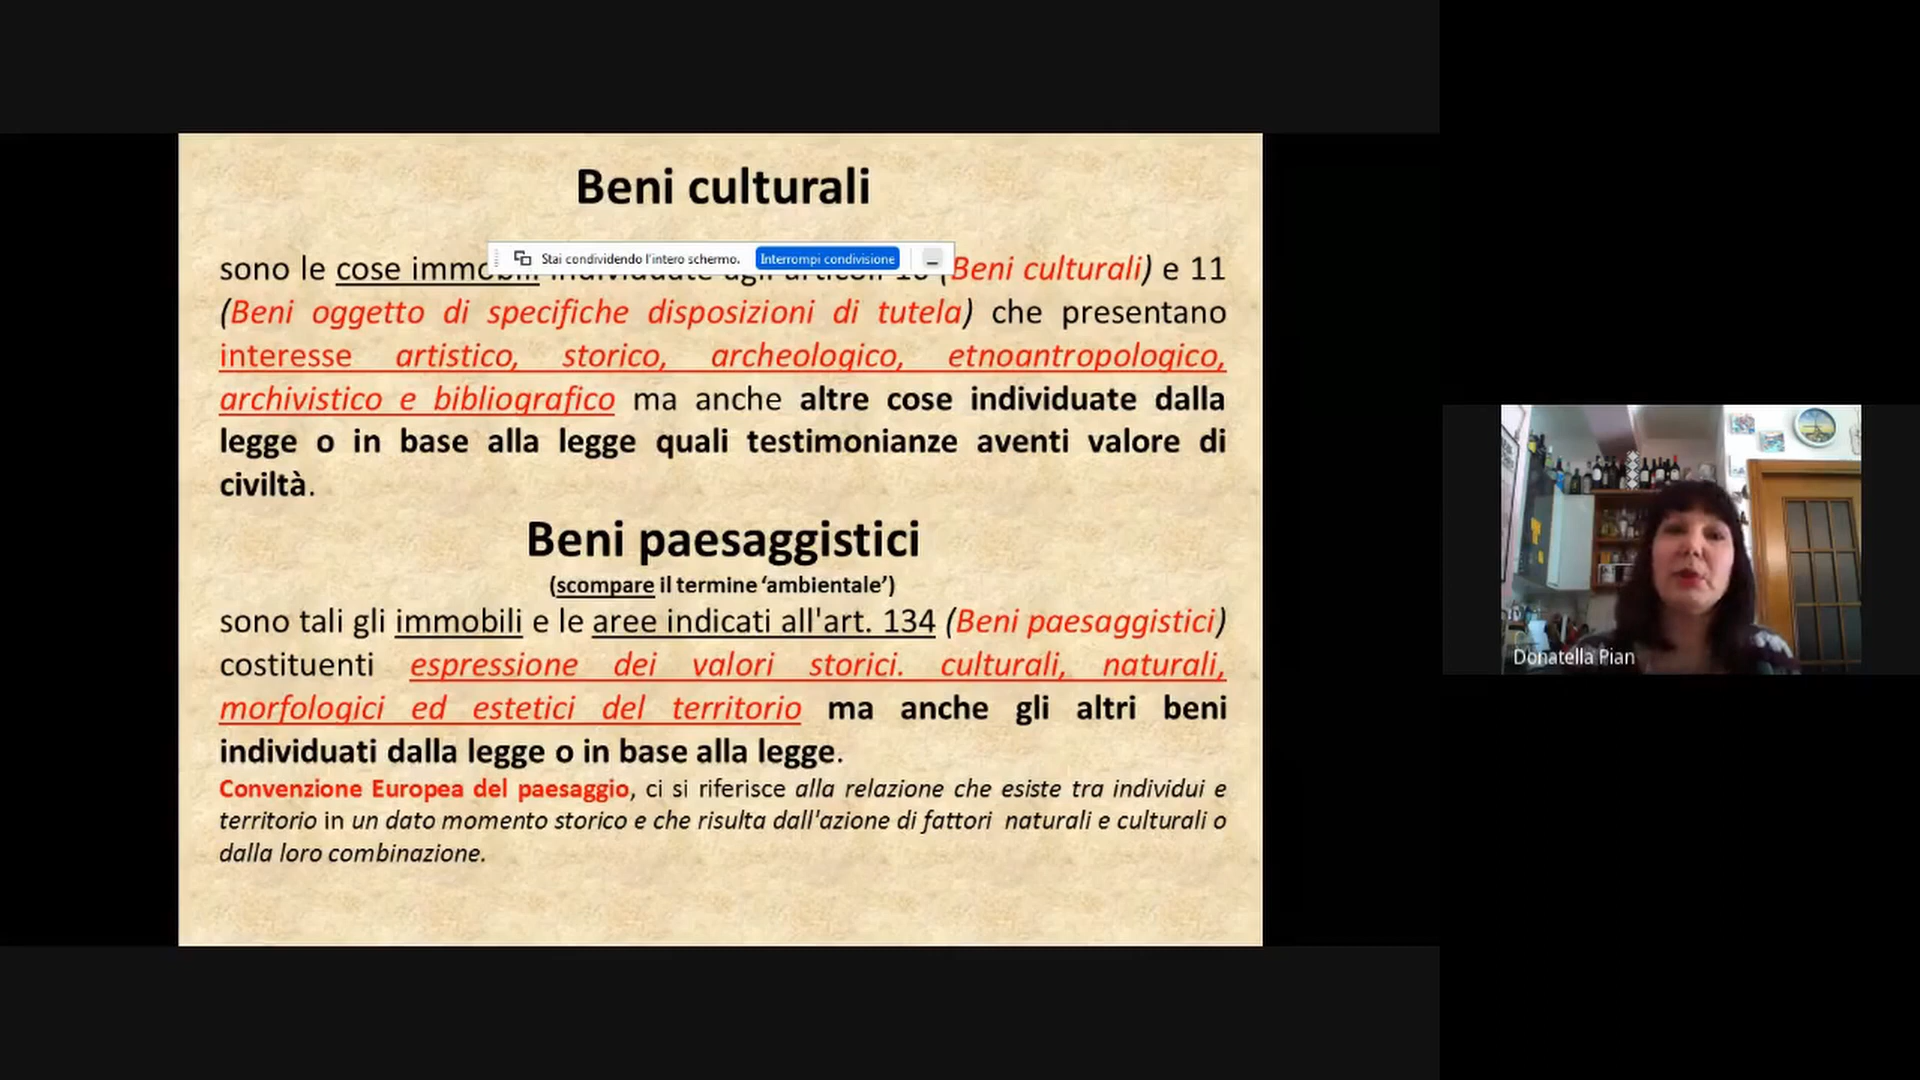 Beni culturali
Stai condividendo l'intero schermo. Interrompi condivisione
sono le cose immobili individuate agli articoli 10 (Beni culturali) e 11
(Beni oggetto di specifiche disposizioni di tutela) che presentano
interesse artistico, storico, archeologico, etnoantropologico,
archivistico e bibliografico ma anche altre cose individuate dalla
legge o in base alla legge quali testimonianze aventi valore di
civiltà.
Beni paesaggistici
(scompare il termine ‘ambientale’)
sono tali gli immobili e le aree indicati all'art. 134 (Beni paesaggistici)
costituenti espressione dei valori storici. culturali, naturali,
morfologici ed estetici del territorio ma anche gli altri beni
individuati dalla legge o in base alla legge.
Convenzione Europea del paesaggio, ci si riferisce alla relazione che esiste tra individui e
territorio in un dato momento storico e che risulta dall'azione di fattori naturali e culturali o
dalla loro combinazione.
Donatella Pian